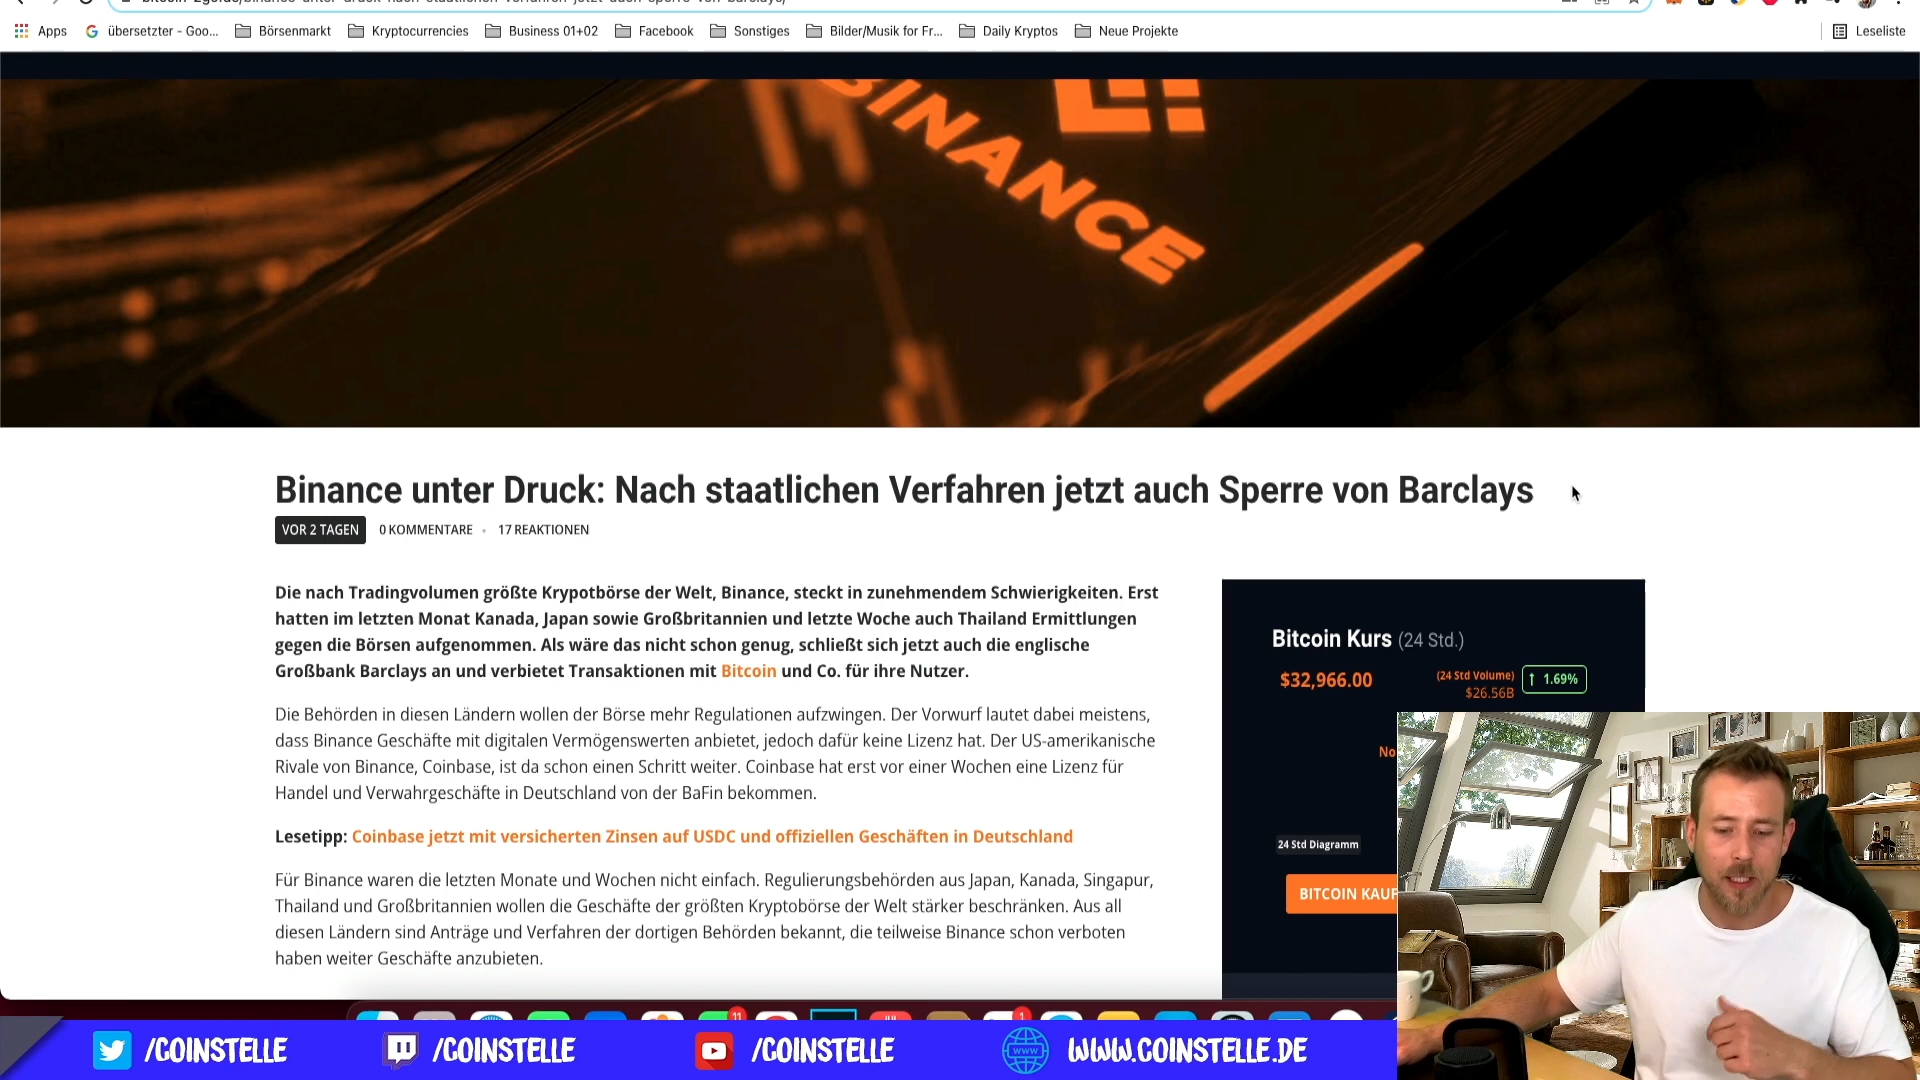 Apps
übersetzter - Goo...
Börsenmarkt
Kryptocurrencies
Business 01+02
Facebook
Sonstiges
Bilder/Musik for Fr...
Daily Kryptos
Neue Projekte
Leseliste
BINANCE
Binance unter Druck: Nach staatlichen Verfahren jetzt auch Sperre von Barclays
VOR 2 TAGEN
0 KOMMENTARE
17 REAKTIONEN
Die nach Tradingvolumen größte Krypotbörse der Welt, Binance, steckt in zunehmendem Schwierigkeiten. Erst
hatten im letzten Monat Kanada, Japan sowie Großbritannien und letzte Woche auch Thailand Ermittlungen
gegen die Börsen aufgenommen. Als wäre das nicht schon genug, schließt sich jetzt auch die englische
Großbank Barclays an und verbietet Transaktionen mit Bitcoin und Co. für ihre Nutzer.
Die Behörden in diesen Ländern wollen der Börse mehr Regulationen aufzwingen. Der Vorwurf lautet dabei meistens,
dass Binance Geschäfte mit digitalen Vermögenswerten anbietet, jedoch dafür keine Lizenz hat. Der US-amerikanische
Rivale von Binance, Coinbase, ist da schon einen Schritt weiter. Coinbase hat erst vor einer Wochen eine Lizenz für
Handel und Verwahrgeschäfte in Deutschland von der BaFin bekommen.
Lesetipp: Coinbase jetzt mit versicherten Zinsen auf USDC und offiziellen Geschäften in Deutschland
Für Binance waren die letzten Monate und Wochen nicht einfach. Regulierungsbehörden aus Japan, Kanada, Singapur,
Thailand und Großbritannien wollen die Geschäfte der größten Kryptobörse der Welt stärker beschränken. Aus all
diesen Ländern sind Anträge und Verfahren der dortigen Behörden bekannt, die teilweise Binance schon verboten
haben weiter Geschäfte anzubieten.
Bitcoin Kurs (24 Std.)
$32,966.00
(24 Std Volume)
$26.56B
↑ 1.69%
No
24 Std Diagramm
BITCOIN KAUF
11
1
/COINSTELLE
/COINSTELLE
/COINSTELLE
WWW
WWW.COINSTELLE.DE